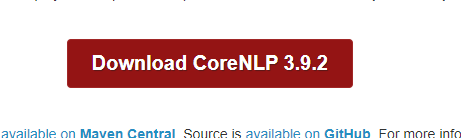 Download CoreNLP 3.9.2
available on Maven Central. Source is available on GitHub. For more info